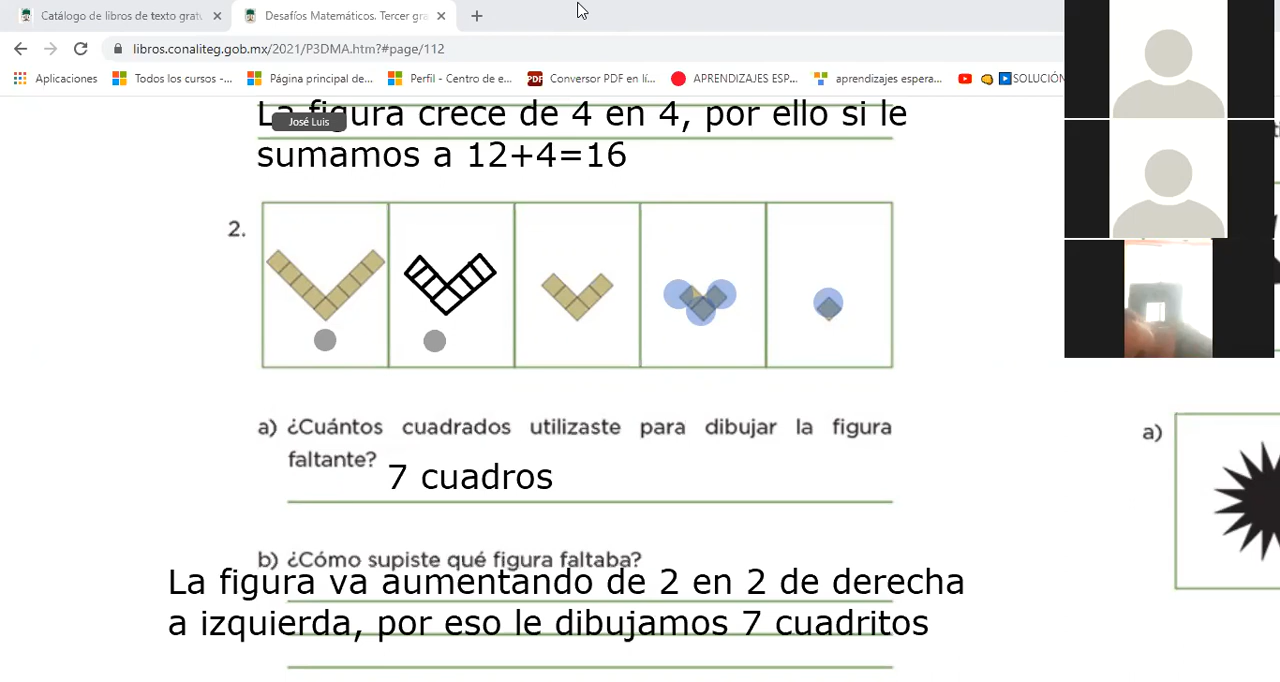 Catálogo de libros de texto gratu
Desafíos Matemáticos. Tercer gra
libros.conaliteg.gob.mx/2021/P3DMA.htm?#page/112
Aplicaciones
Todos los cursos -...
Página principal de...
Perfil - Centro de e...
PDF
Conversor PDF en lí...
APRENDIZAJES ESP...
aprendizajes espera...
SOLUCIÓN
La figura crece de 4 en 4, por ello si le
José Luis
sumamos a 12+4=16
2.
a) ¿Cuántos cuadrados utilizaste para dibujar la figura
faltante? 7 cuadros
b) ¿Cómo supiste qué figura faltaba?
La figura va aumentando de 2 en 2 de derecha
a izquierda, por eso le dibujamos 7 cuadritos
a)